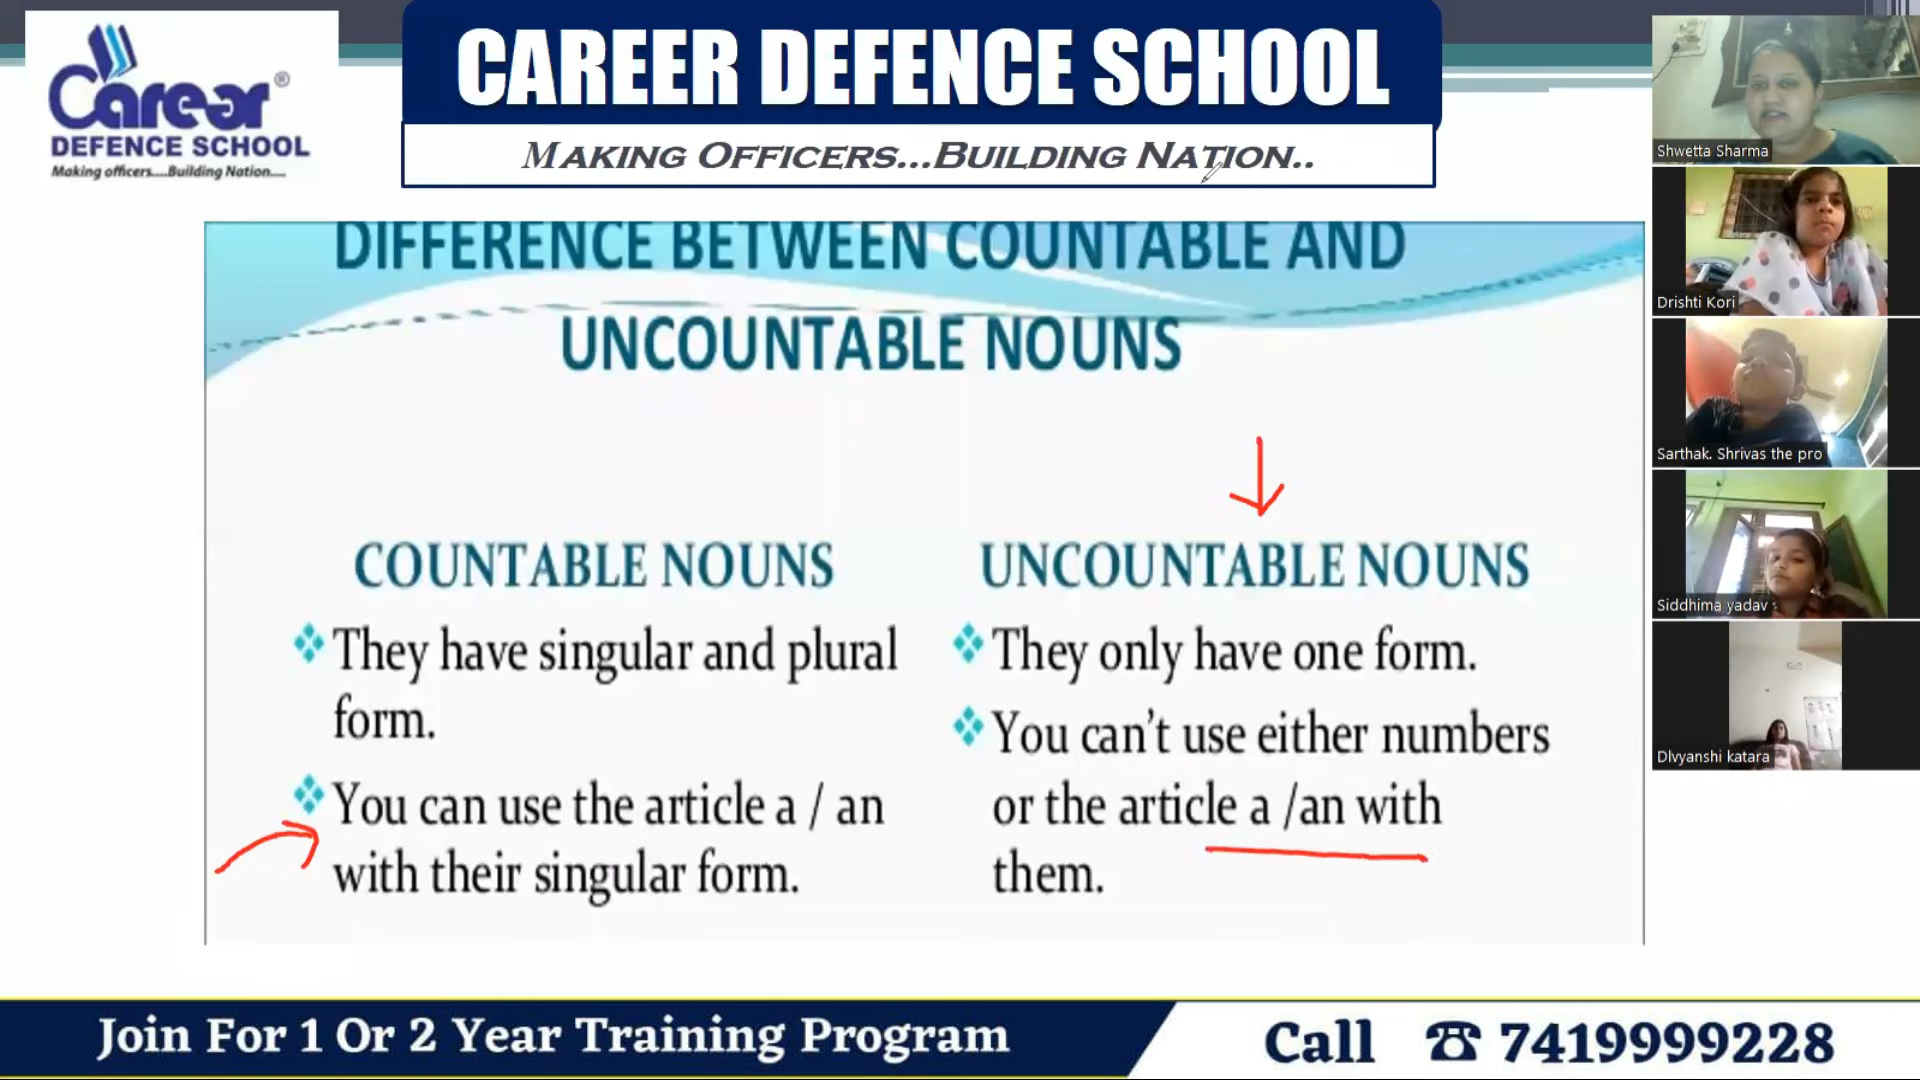 Career®
DEFENCE SCHOOL
Making officers....Building Nation....
CAREER DEFENCE SCHOOL
MAKING OFFICERS...BUILDING NATION..
DIFFERENCE BETWEEN COUNTABLE AND
UNCOUNTABLE NOUNS
COUNTABLE NOUNS
They have singular and plural
form.
You can use the article a / an
with their singular form.
UNCOUNTABLE NOUNS
They only have one form.
You can't use either numbers
or the article a /an with
them.
Shwetta Sharma
Drishti Kori
Sarthak. Shrivas the pro
Siddhima yadav
DIvyanshi katara
Join For 1 Or 2 Year Training Program
Call ☎ 7419999228